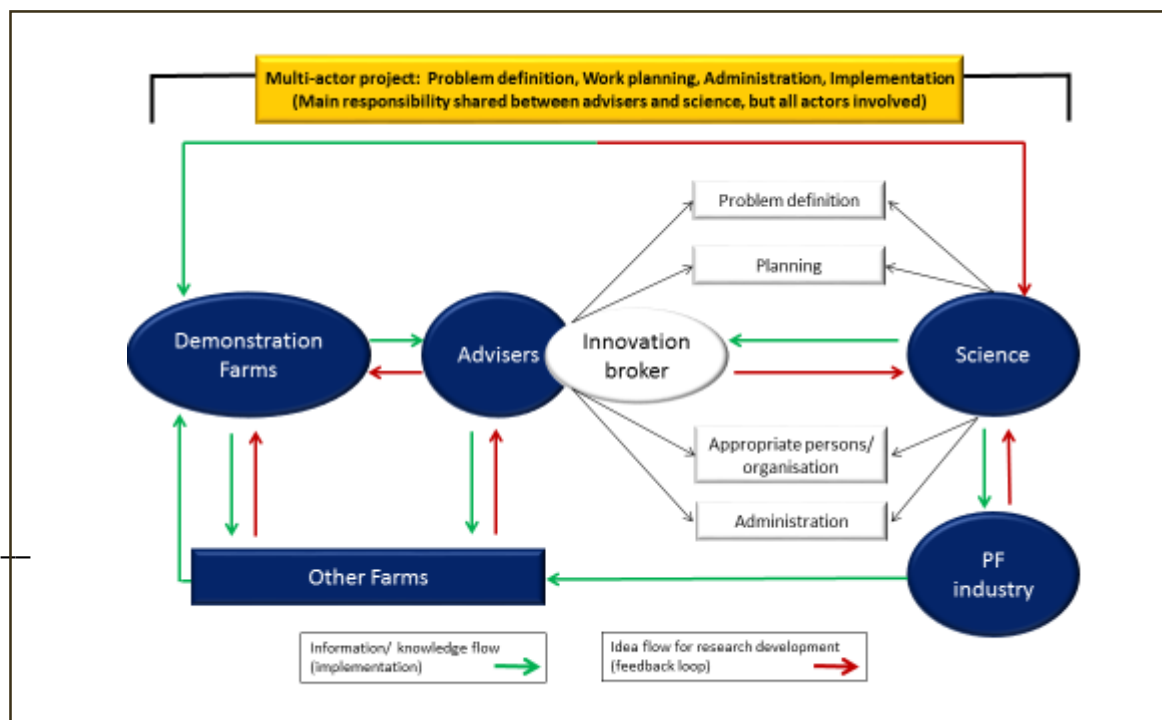 Multi-actor project: Problem definition, Work planning, Administration, Implementation
(Main responsibility shared between advisers and science, but all actors involved)
Problem definition
Planning
Demonstration
Farms
Advisers
Innovation
broker
Science
Appropriate persons/
organisation
Administration
Other Farms
PF
industry
Information/ knowledge flow
(implementation)
Idea flow for research development
(feedback loop)